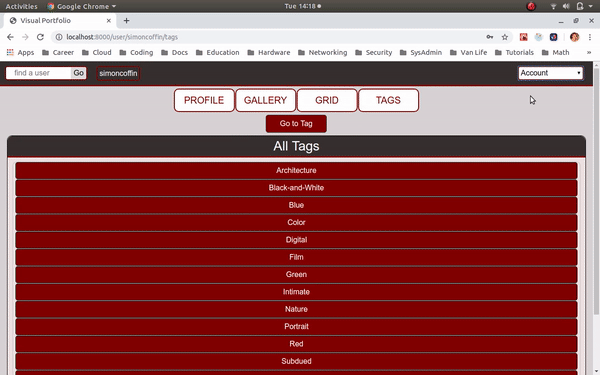 Activities Google Chrome Tue 14:18
Visual Portfolio
localhost:8000/user/simoncoffin/tags
Apps Career Cloud Coding Docs Education Hardware Networking Security SysAdmin Van Life Tutorials Math
find a user Go simoncoffin Account
PROFILE GALLERY GRID TAGS
Go to Tag
All Tags
Architecture
Black-and-White
Blue
Color
Digital
Film
Green
Intimate
Nature
Portrait
Red
Subdued